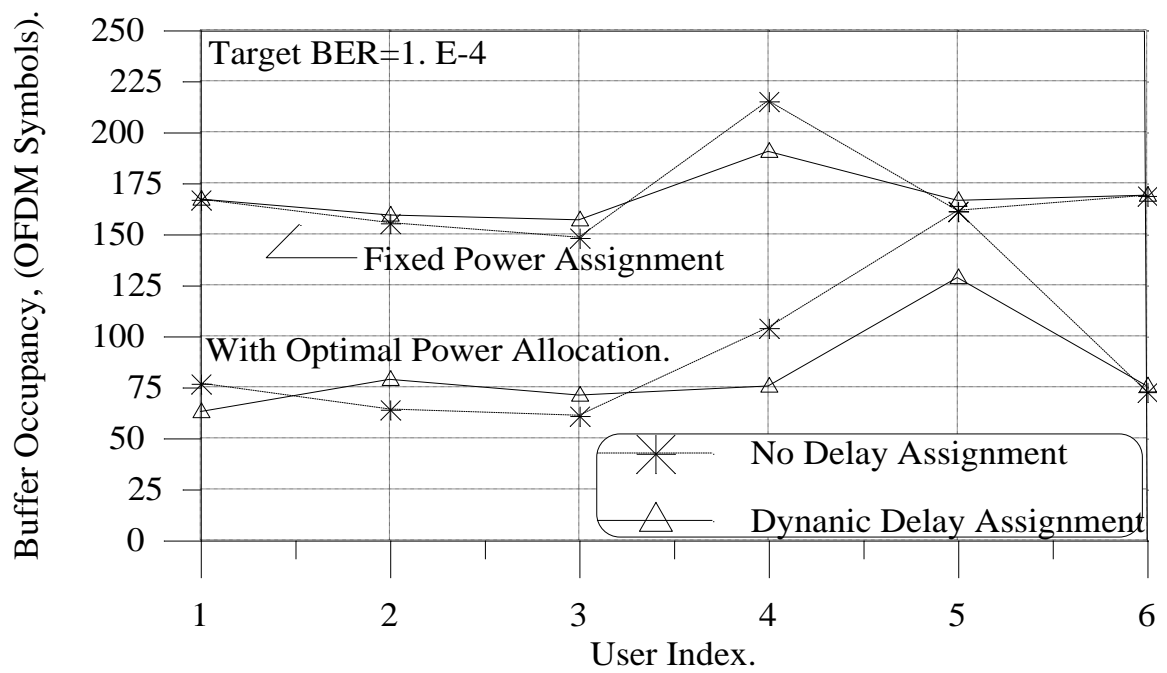 Buffer Occupancy, (OFDM Symbols).
250
225
200
175
150
125
100
75
50
25
0
Target BER=1. E-4
Fixed Power Assignment
With Optimal Power Allocation.
No Delay Assignment
Dynanic Delay Assignment
1 2 3 4 5 6
User Index.